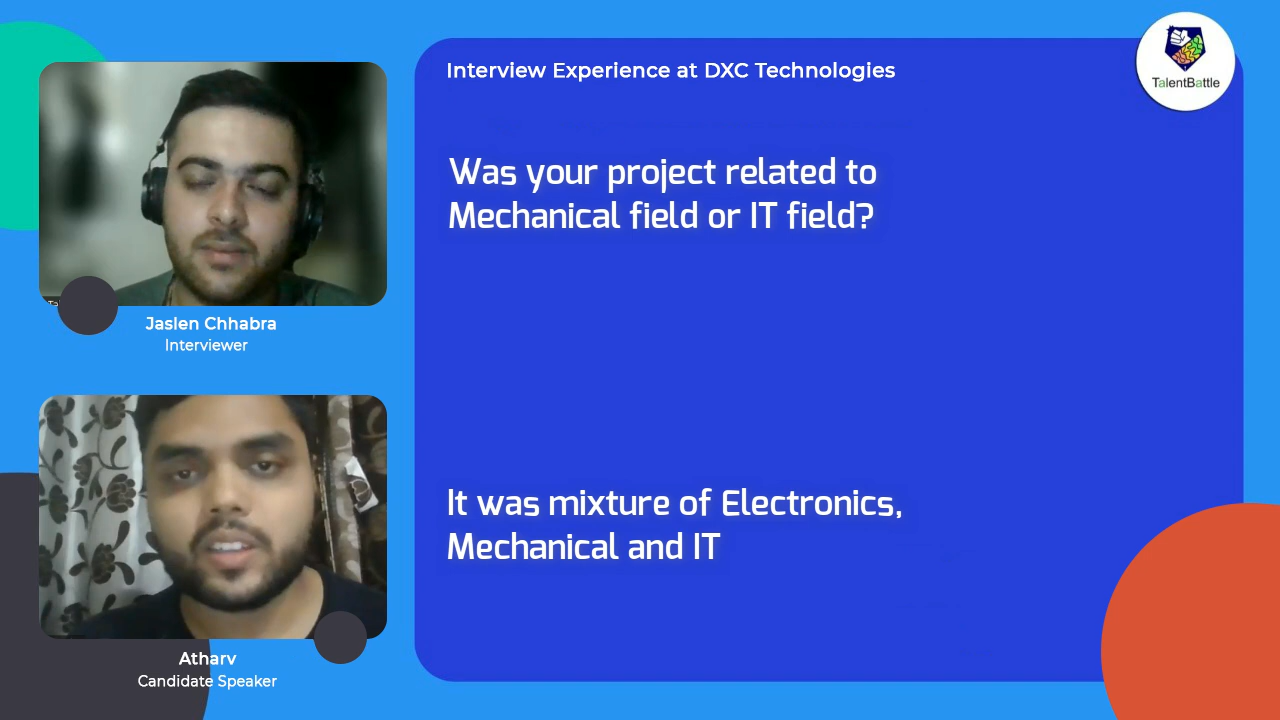 Interview Experience at DXC Technologies
TalentBattle
Was your project related to
Mechanical field or IT field?
Jaslen Chhabra
Interviewer
It was mixture of Electronics,
Mechanical and IT
Atharv
Candidate Speaker